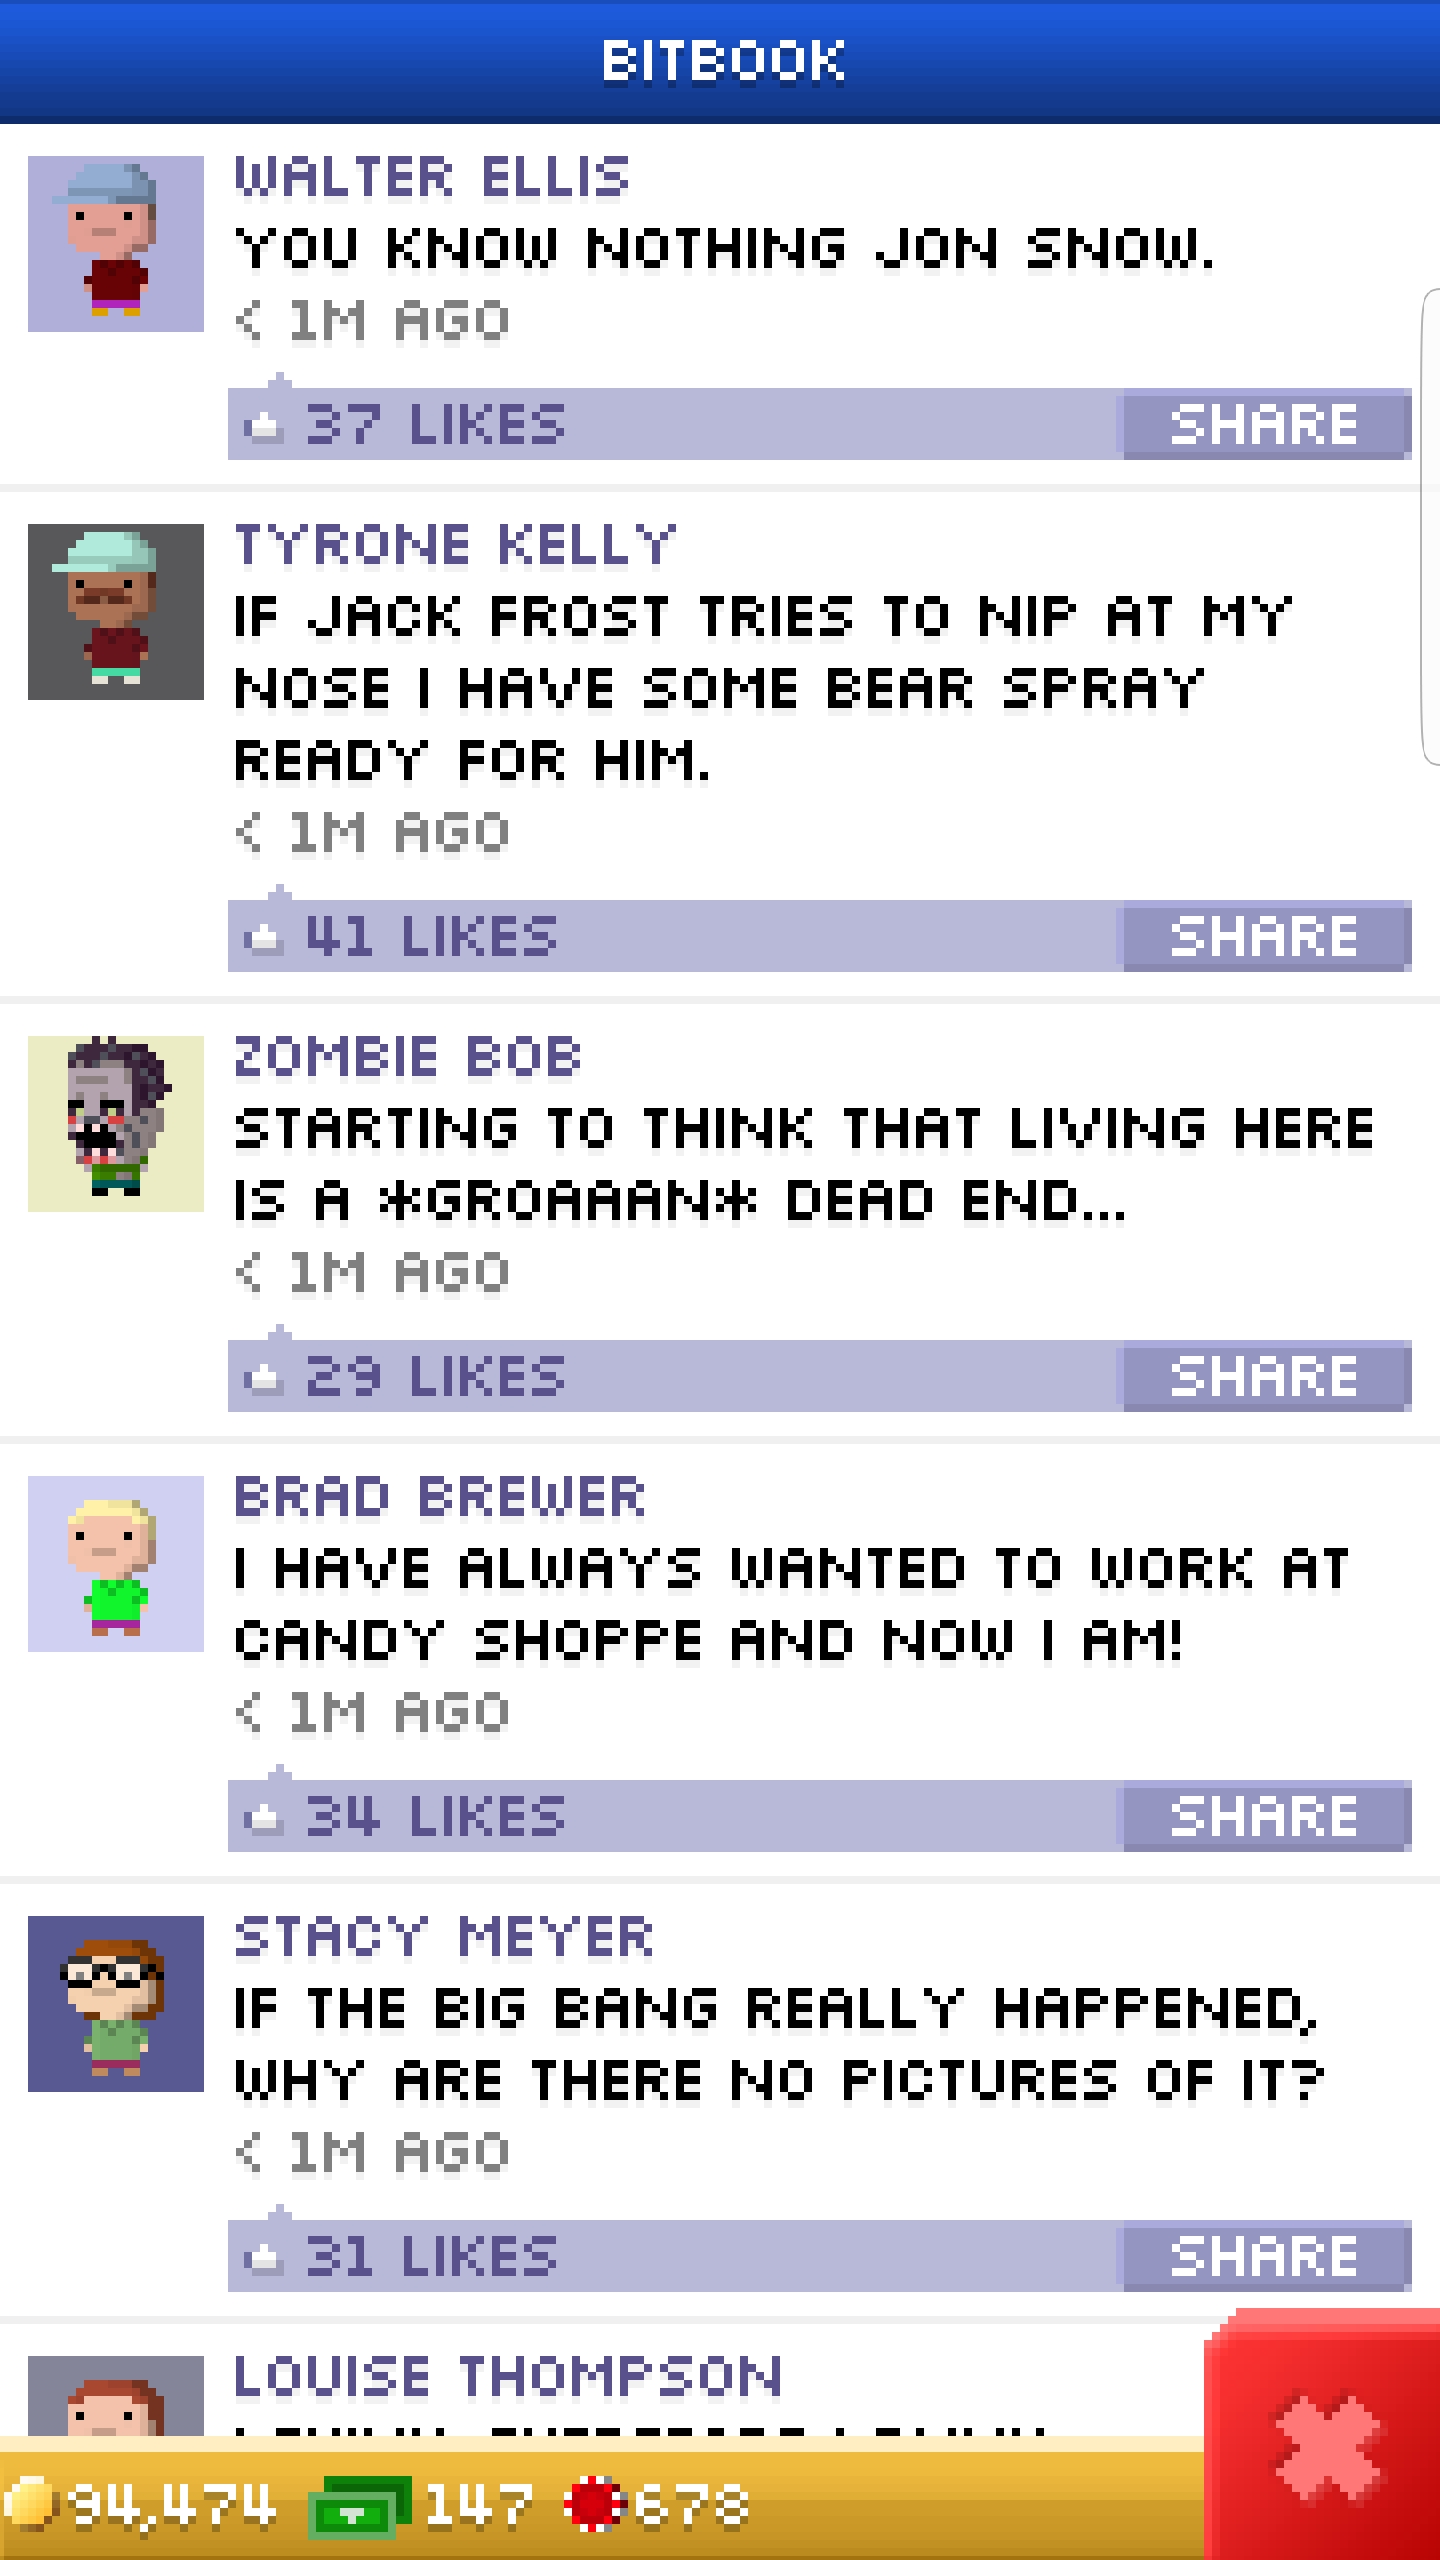 BITBOOK
WALTER ELLIS
YOU KNOW NOTHING JON SNOW.
< 1M AGO
37 LIKES SHARE
TYRONE KELLY
IF JACK FROST TRIES TO NIP AT MY
NOSE I HAVE SOME BEAR SPRAY
READY FOR HIM.
< 1M AGO
41 LIKES SHARE
ZOMBIE BOB
STARTING TO THINK THAT LIVING HERE
IS A *GROAAAN* DEAD END...
< 1M AGO
29 LIKES SHARE
BRAD BREWER
I HAVE ALWAYS WANTED TO WORK AT
CANDY SHOPPE AND NOW I AM!
< 1M AGO
34 LIKES SHARE
STACY MEYER
IF THE BIG BANG REALLY HAPPENED,
WHY ARE THERE NO PICTURES OF IT?
< 1M AGO
31 LIKES SHARE
LOUISE THOMPSON
94,474 147 678